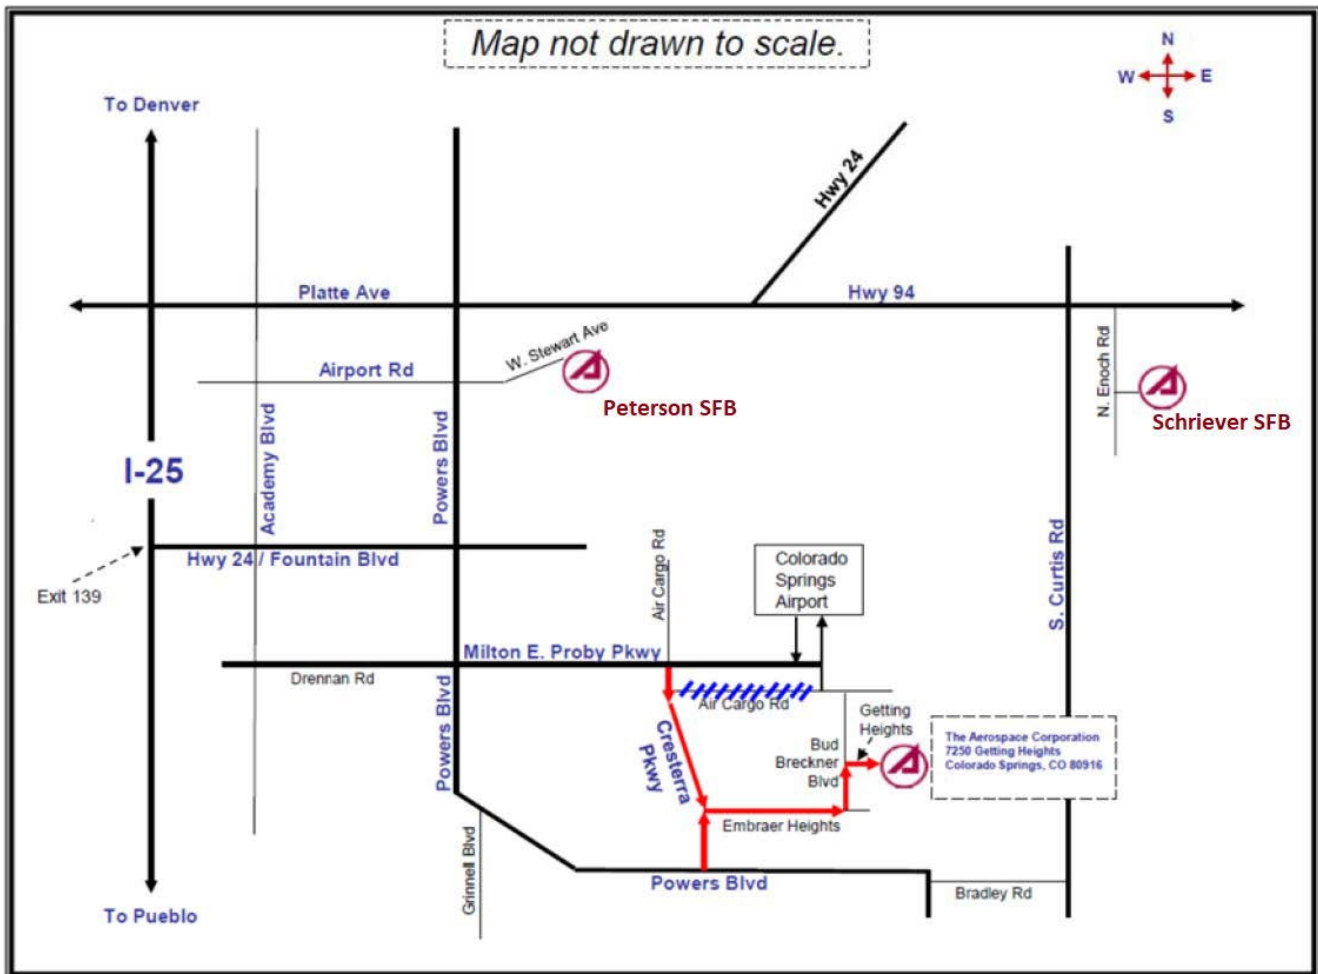 Map not drawn to scale.
N
W
E
S
To Denver
Hwy 24
Platte Ave
Hwy 94
W. Stewart Ave
Airport Rd
Peterson SFB
N. Enoch Rd
Schriever SFB
Academy Blvd
Powers Blvd
I-25
Hwy 24 / Fountain Blvd
Exit 139
Air Cargo Rd
Colorado
Springs
Airport
S. Curtis Rd
Milton E. Proby Pkwy
Drennan Rd
Powers Blvd
Air Cargo Rd
Cresterra
Pkwy
Getting
Heights
Bud
Breckner
Blvd
The Aerospace Corporation
7250 Getting Heights
Colorado Springs, CO 80916
Embraer Heights
Grinnell Blvd
Powers Blvd
Bradley Rd
To Pueblo